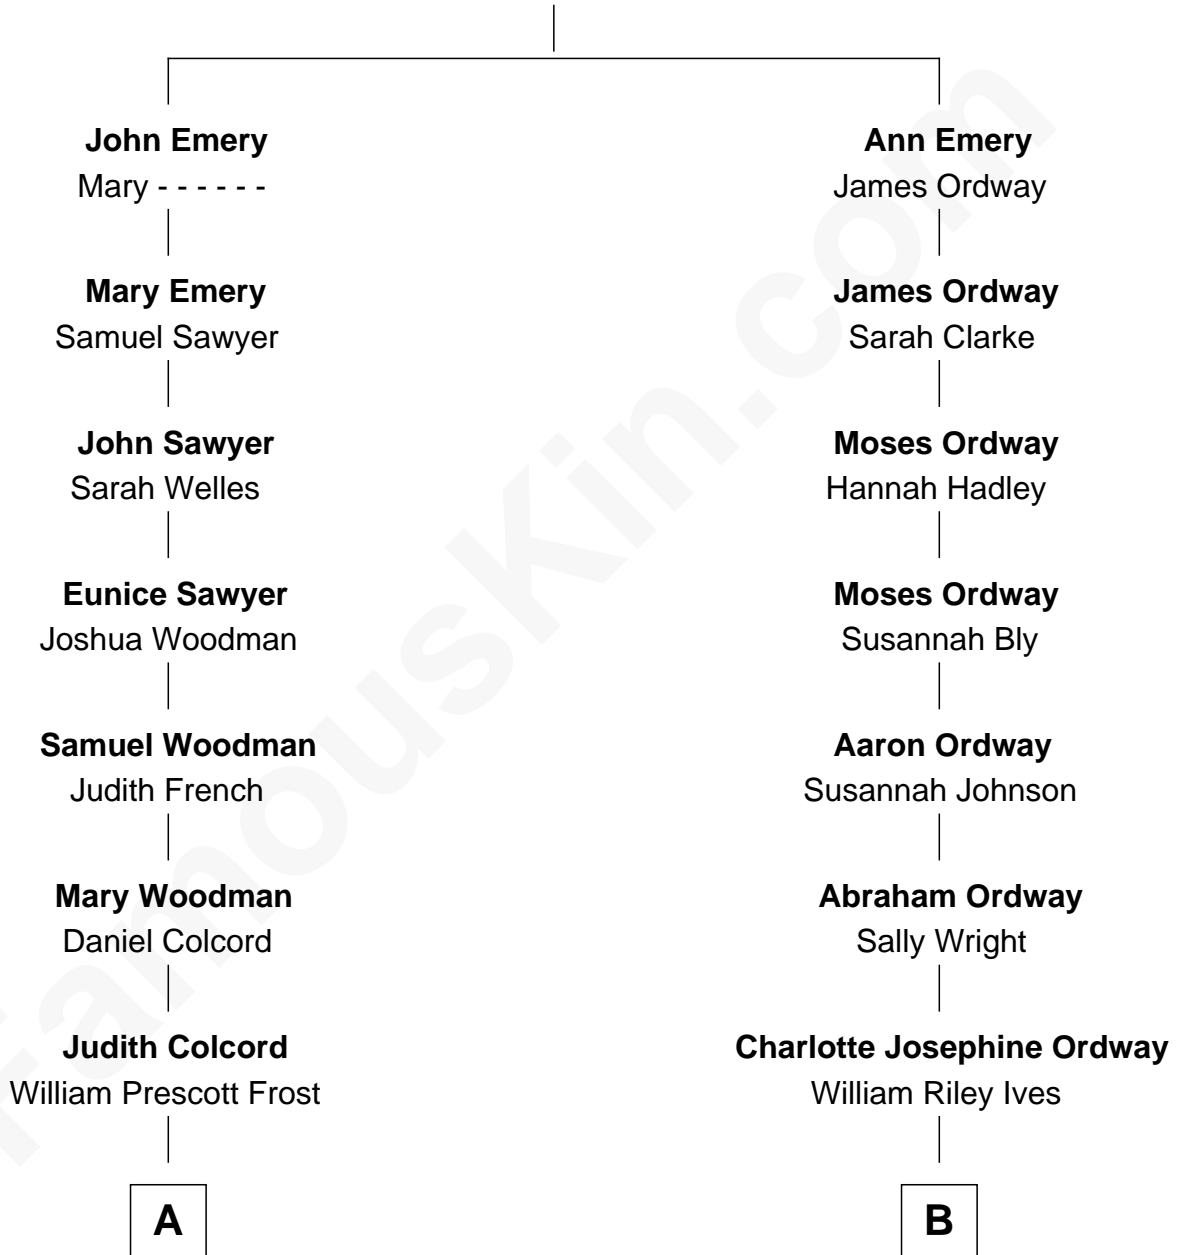 John Emery
Mary - - - - - -
Mary Emery
Samuel Sawyer
John Sawyer
Sarah Welles
Eunice Sawyer
Joshua Woodman
Samuel Woodman
Judith French
Mary Woodman
Daniel Colcord
Judith Colcord
William Prescott Frost
A
Ann Emery
James Ordway
James Ordway
Sarah Clarke
Moses Ordway
Hannah Hadley
Moses Ordway
Susannah Bly
Aaron Ordway
Susannah Johnson
Abraham Ordway
Sally Wright
Charlotte Josephine Ordway
William Riley Ives
B
FamousKin.com